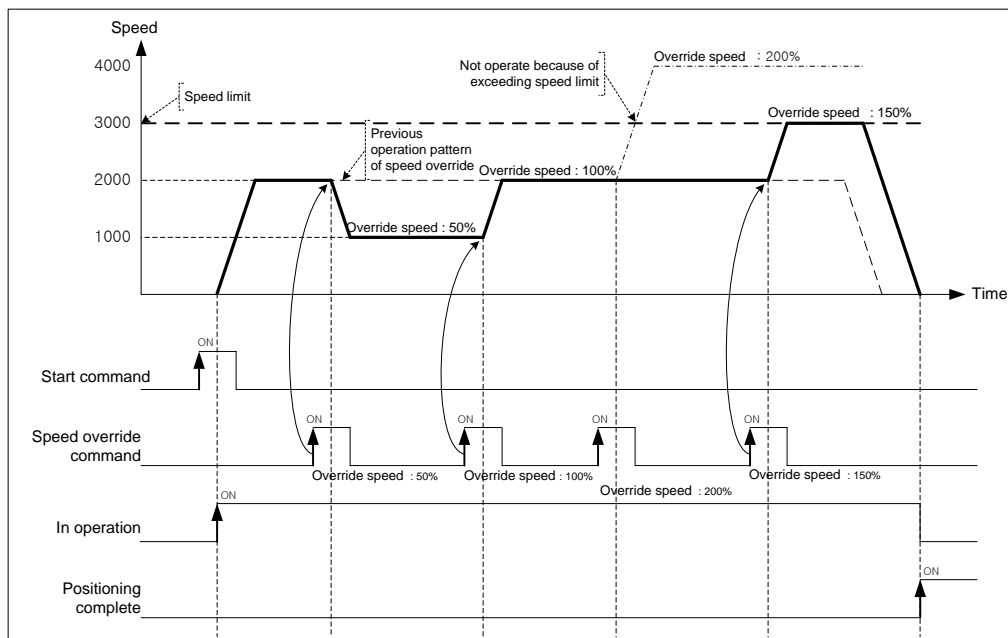 Speed
4000
3000
2000
1000
Speed limit
Previous
operation pattern
of speed override
Not operate because of
exceeding speed limit
Override speed : 200%
Override speed : 150%
Override speed : 100%
Override speed : 50%
Time
Start command
ON
Speed override
command
ON
ON
ON
ON
Override speed : 50%
Override speed : 100%
Override speed : 200%
Override speed : 150%
In operation
ON
Positioning
complete
ON